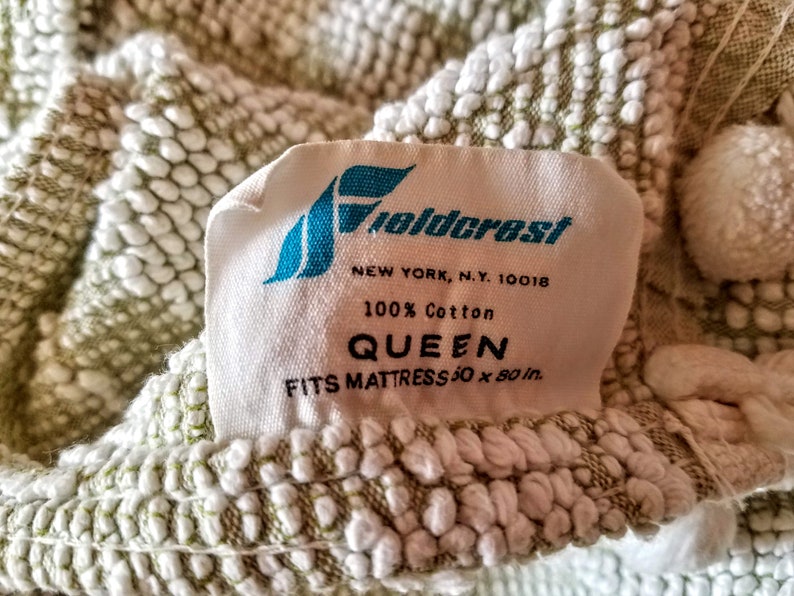 Fieldcrest
NEW YORK, N.Y. 10018
100% Cotton
QUEEN
FITS MATTRESS 60 x 80 in.